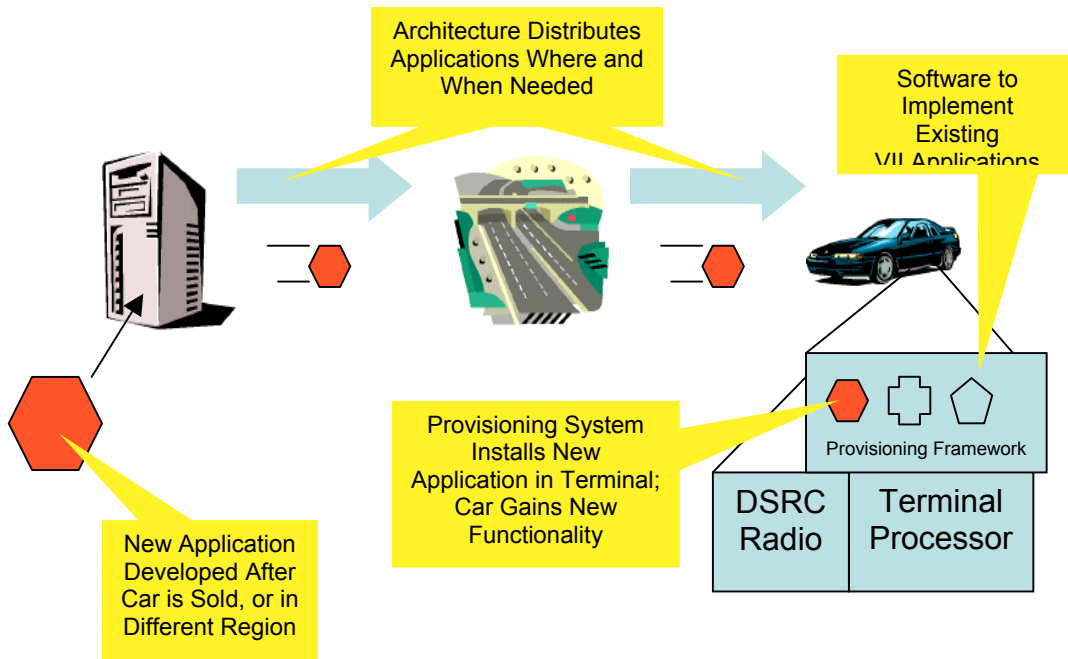 Architecture Distributes
Applications Where and
When Needed
Software to
Implement
Existing
VII Applications
Provisioning System
Installs New
Application in Terminal;
Car Gains New
Functionality
Provisioning Framework
DSRC
Radio
Terminal
Processor
New Application
Developed After
Car is Sold, or in
Different Region